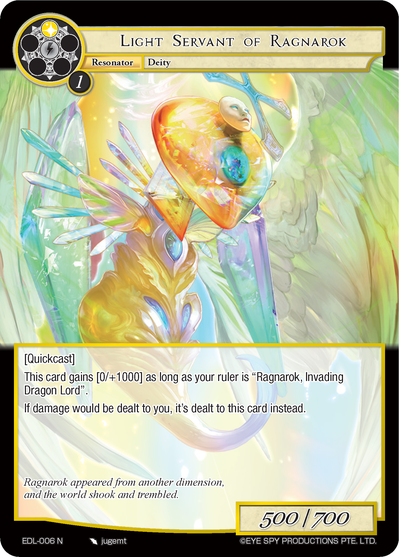 Light Servant of Ragnarok
Resonator Deity
1
[Quickcast]
This card gains [0/+1000] as long as your ruler is “Ragnarok, Invading
Dragon Lord”.
If damage would be dealt to you, it’s dealt to this card instead.
Ragnarok appeared from another dimension,
and the world shook and trembled.
500/700
EDL-006 N jugemt ©EYE SPY PRODUCTIONS PTE. LTD.